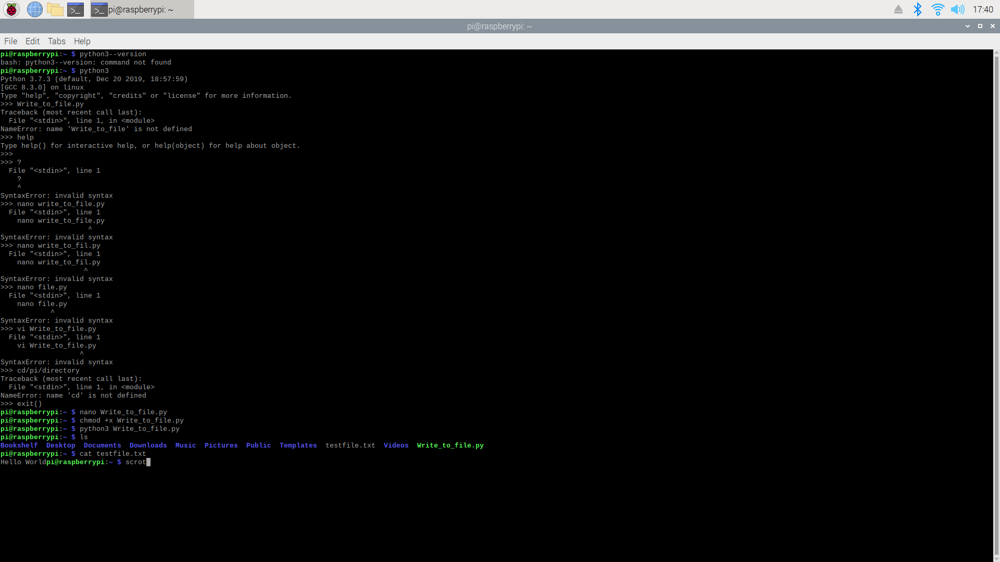 pi@raspberrypi: ~
17:40
pi@raspberrypi: ~
File Edit Tabs Help
pi@raspberrypi:~ $ python3--version
bash: python3--version: command not found
pi@raspberrypi:~ $ python3
Python 3.7.3 (default, Dec 20 2019, 18:57:59)
[GCC 8.3.0] on linux
Type "help", "copyright", "credits" or "license" for more information.
>>> Write_to_file.py
Traceback (most recent call last):
  File "<stdin>", line 1, in <module>
NameError: name 'Write_to_file' is not defined
>>> help
Type help() for interactive help, or help(object) for help about object.
>>>
>>> ?
  File "<stdin>", line 1
    ?
    ^
SyntaxError: invalid syntax
>>> nano write_to_file.py
  File "<stdin>", line 1
    nano write_to_file.py
                     ^
SyntaxError: invalid syntax
>>> nano write_to_fil.py
  File "<stdin>", line 1
    nano write_to_fil.py
                    ^
SyntaxError: invalid syntax
>>> nano file.py
  File "<stdin>", line 1
    nano file.py
            ^
SyntaxError: invalid syntax
>>> vi Write_to_file.py
  File "<stdin>", line 1
    vi Write_to_file.py
                   ^
SyntaxError: invalid syntax
>>> cd/pi/directory
Traceback (most recent call last):
  File "<stdin>", line 1, in <module>
NameError: name 'cd' is not defined
>>> exit()
pi@raspberrypi:~ $ nano Write_to_file.py
pi@raspberrypi:~ $ chmod +x Write_to_file.py
pi@raspberrypi:~ $ python3 Write_to_file.py
pi@raspberrypi:~ $ ls
Bookshelf  Desktop  Documents  Downloads  Music  Pictures  Public  Templates  testfile.txt  Videos  Write_to_file.py
pi@raspberrypi:~ $ cat testfile.txt
Hello Worldpi@raspberrypi:~ $ scrot